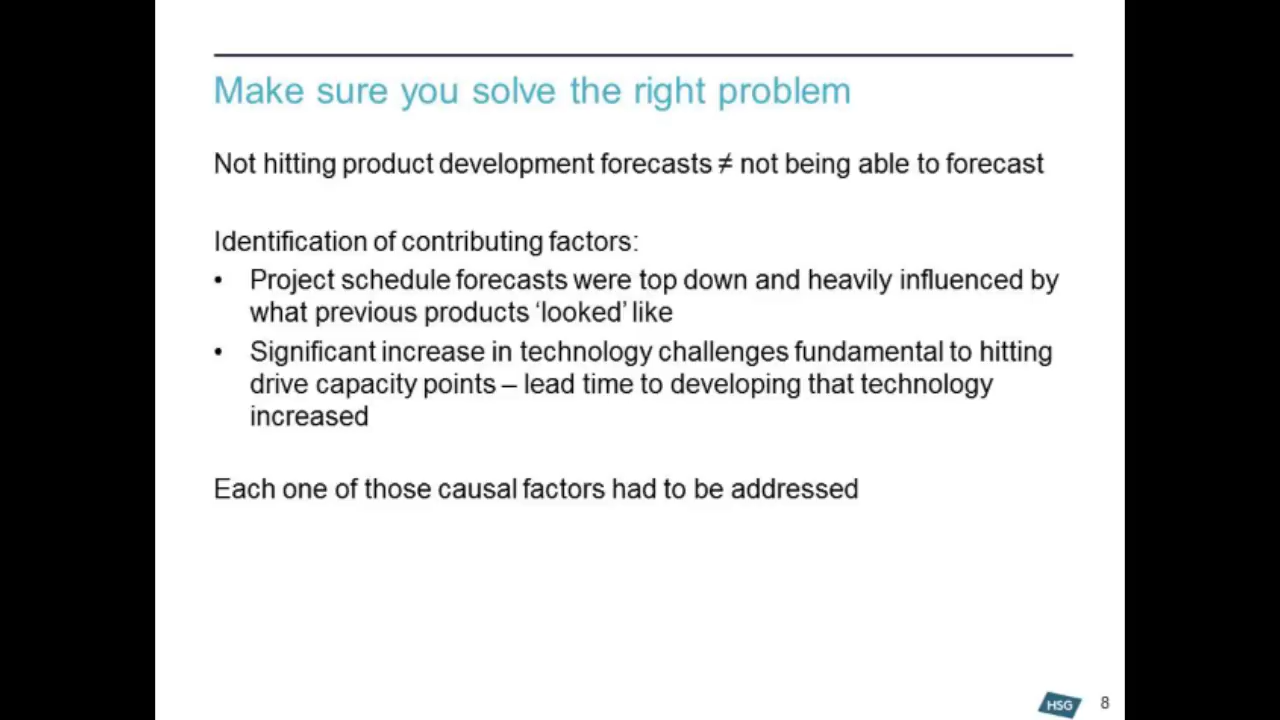 Make sure you solve the right problem
Not hitting product development forecasts ≠ not being able to forecast
Identification of contributing factors:
• Project schedule forecasts were top down and heavily influenced by
what previous products ‘looked’ like
• Significant increase in technology challenges fundamental to hitting
drive capacity points – lead time to developing that technology
increased
Each one of those causal factors had to be addressed
HSG 8